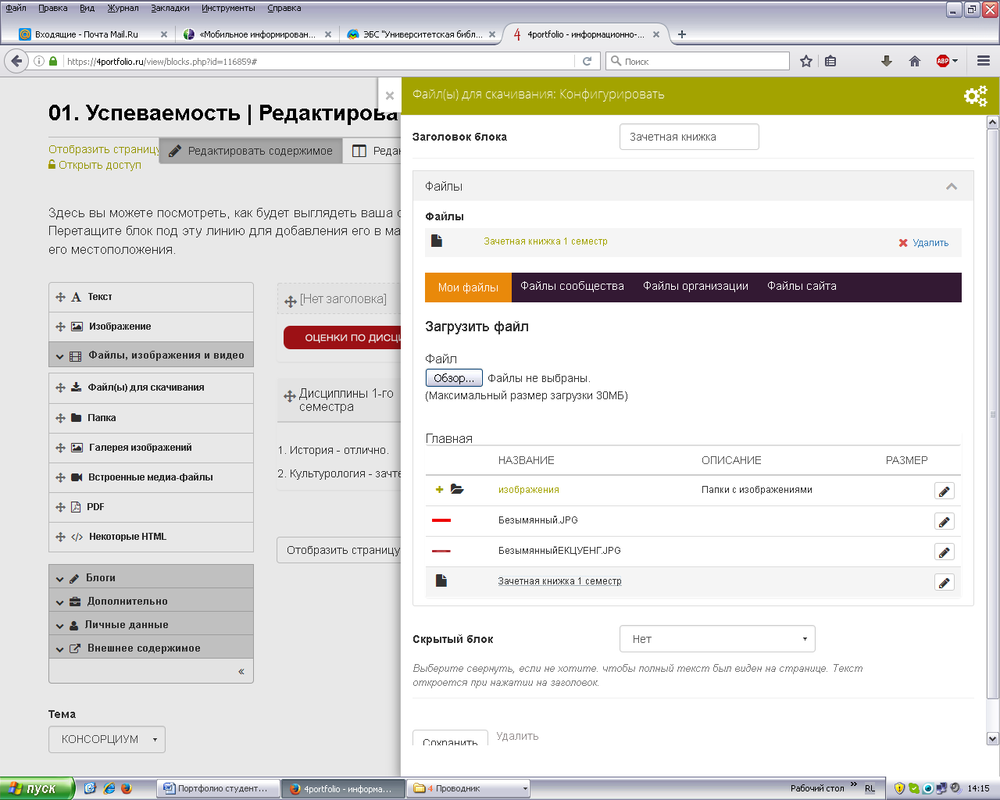 Файл Правка Вид Журнал Закладки Инструменты Справка
Входящие - Почта Mail.Ru
«Мобильное информирован...
ЭБС "Университетская библ...
4portfolio - информационно-...
https://4portfolio.ru/view/blocks.php?id=116859#
Поиск
ABP
01. Успеваемость | Редактирова
Отобразить страницу
Редактировать содержимое
Реда
Открыть доступ
Здесь вы можете посмотреть, как будет выглядеть ваша с
Перетащите блок под эту линию для добавления его в ма
его местоположения.
Текст
Изображение
Файлы, изображения и видео
Файл(ы) для скачивания
Папка
Галерея изображений
Встроенные медиа-файлы
PDF
Некоторые HTML
Блоги
Дополнительно
Личные данные
Внешнее содержимое
«
Тема
КОНСОРЦИУМ
[Нет заголовка]
ОЦЕНКИ ПО ДИСЦИ
Дисциплины 1-го
семестра
1. История - отлично.
2. Культурология - зачте
Отобразить страницу
Файл(ы) для скачивания: Конфигурировать
Заголовок блока
Зачетная книжка
Файлы
Файлы
Зачетная книжка 1 семестр
Удалить
Мои файлы Файлы сообщества Файлы организации Файлы сайта
Загрузить файл
Файл
Обзор... Файлы не выбраны.
(Максимальный размер загрузки 30МБ)
Главная
НАЗВАНИЕ ОПИСАНИЕ РАЗМЕР
изображения Папки с изображениями
Безымянный.JPG
БезымянныйЕКЦУЕНГ.JPG
Зачетная книжка 1 семестр
Скрытый блок
Нет
Выберите свернуть, если не хотите. чтобы полный текст был виден на странице. Текст
откроется при нажатии на заголовок.
Сохранить
Удалить
пуск
Портфолио студент...
4portfolio - информа...
4 Проводник
Рабочий стол
»
RL
14:15